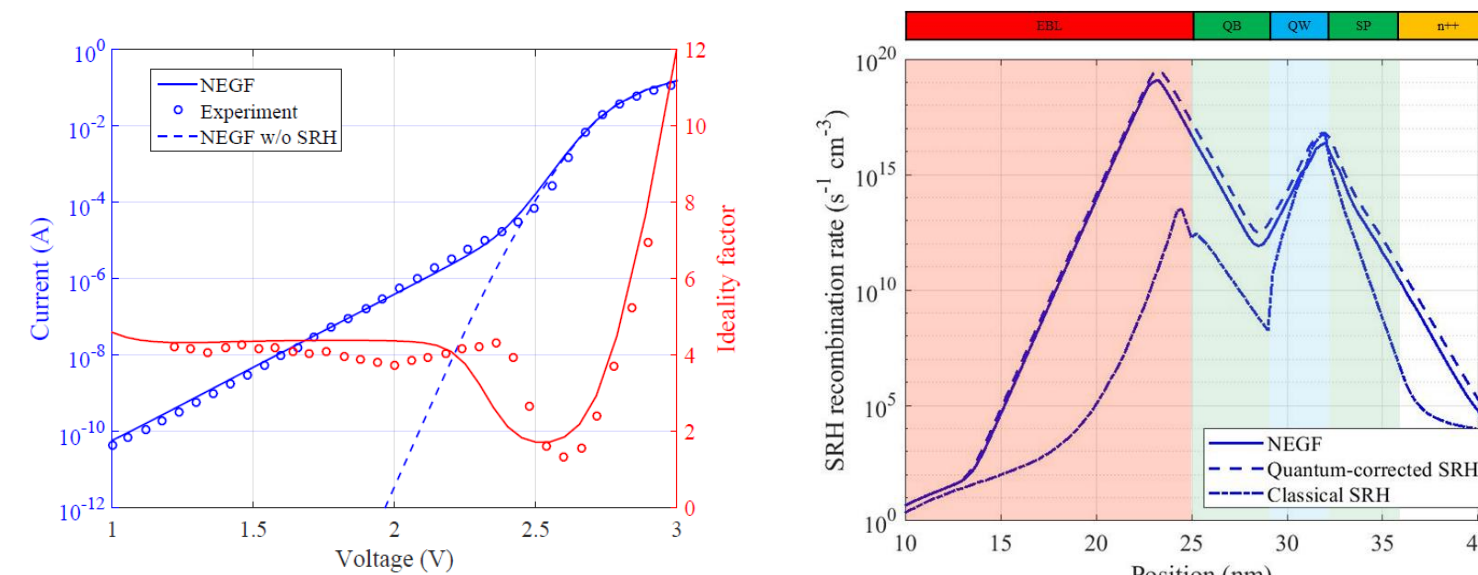 10^0
10^-2
10^-4
10^-6
10^-8
10^-10
10^-12
Current (A)
NEGF
Experiment
NEGF w/o SRH
12
10
8
6
4
2
0
Ideality factor
1
1.5
2
2.5
3
Voltage (V)
EBL
QB
QW
SP
n++
10^20
10^15
10^10
10^5
10^0
SRH recombination rate (s^-1 cm^-3)
NEGF
Quantum-corrected SRH
Classical SRH
10
15
20
25
30
35